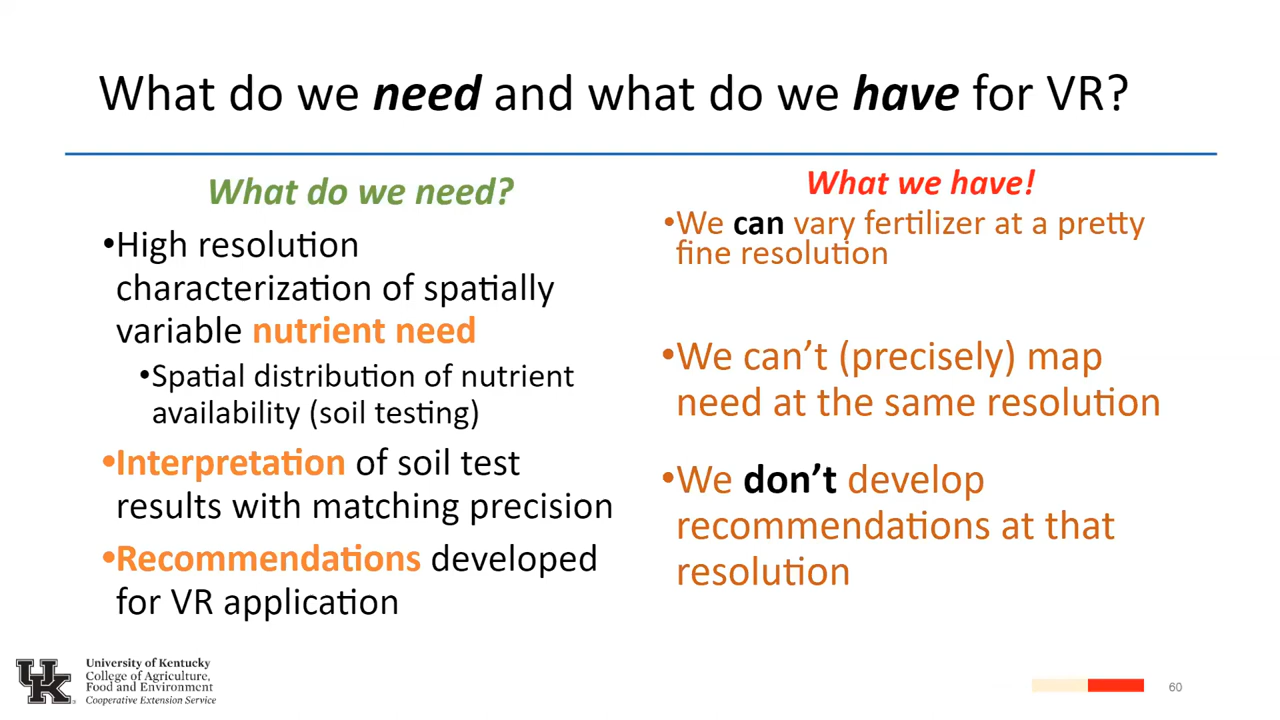 What do we need and what do we have for VR?
What do we need?
•High resolution
characterization of spatially
variable nutrient need
•Spatial distribution of nutrient
availability (soil testing)
•Interpretation of soil test
results with matching precision
•Recommendations developed
for VR application
What we have!
•We can vary fertilizer at a pretty
fine resolution
•We can’t (precisely) map
need at the same resolution
•We don’t develop
recommendations at that
resolution
UK
University of Kentucky
College of Agriculture,
Food and Environment
Cooperative Extension Service
60